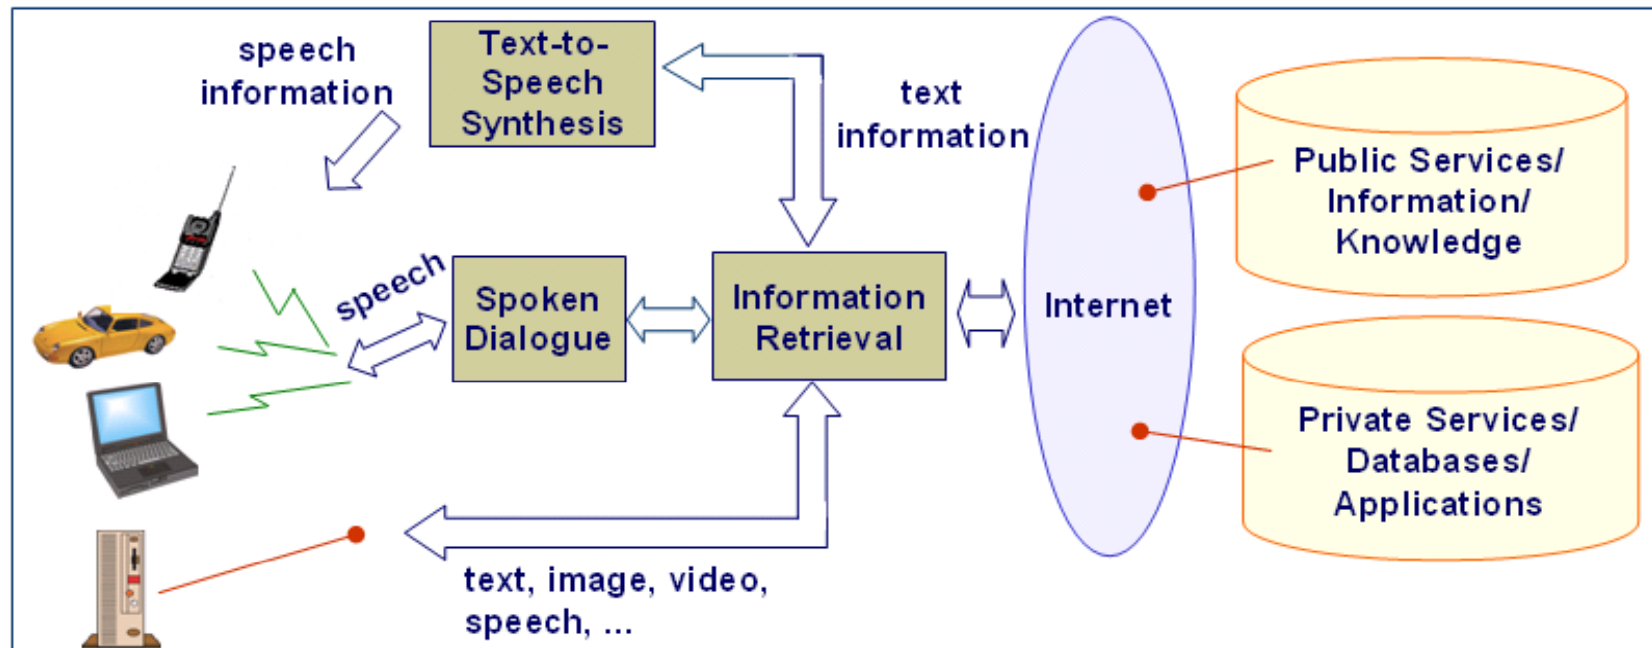 speech
information
Text-to-
Speech
Synthesis
text
information
Public Services/
Information/
Knowledge
speech
Spoken
Dialogue
Information
Retrieval
Internet
Private Services/
Databases/
Applications
text, image, video,
speech, ...